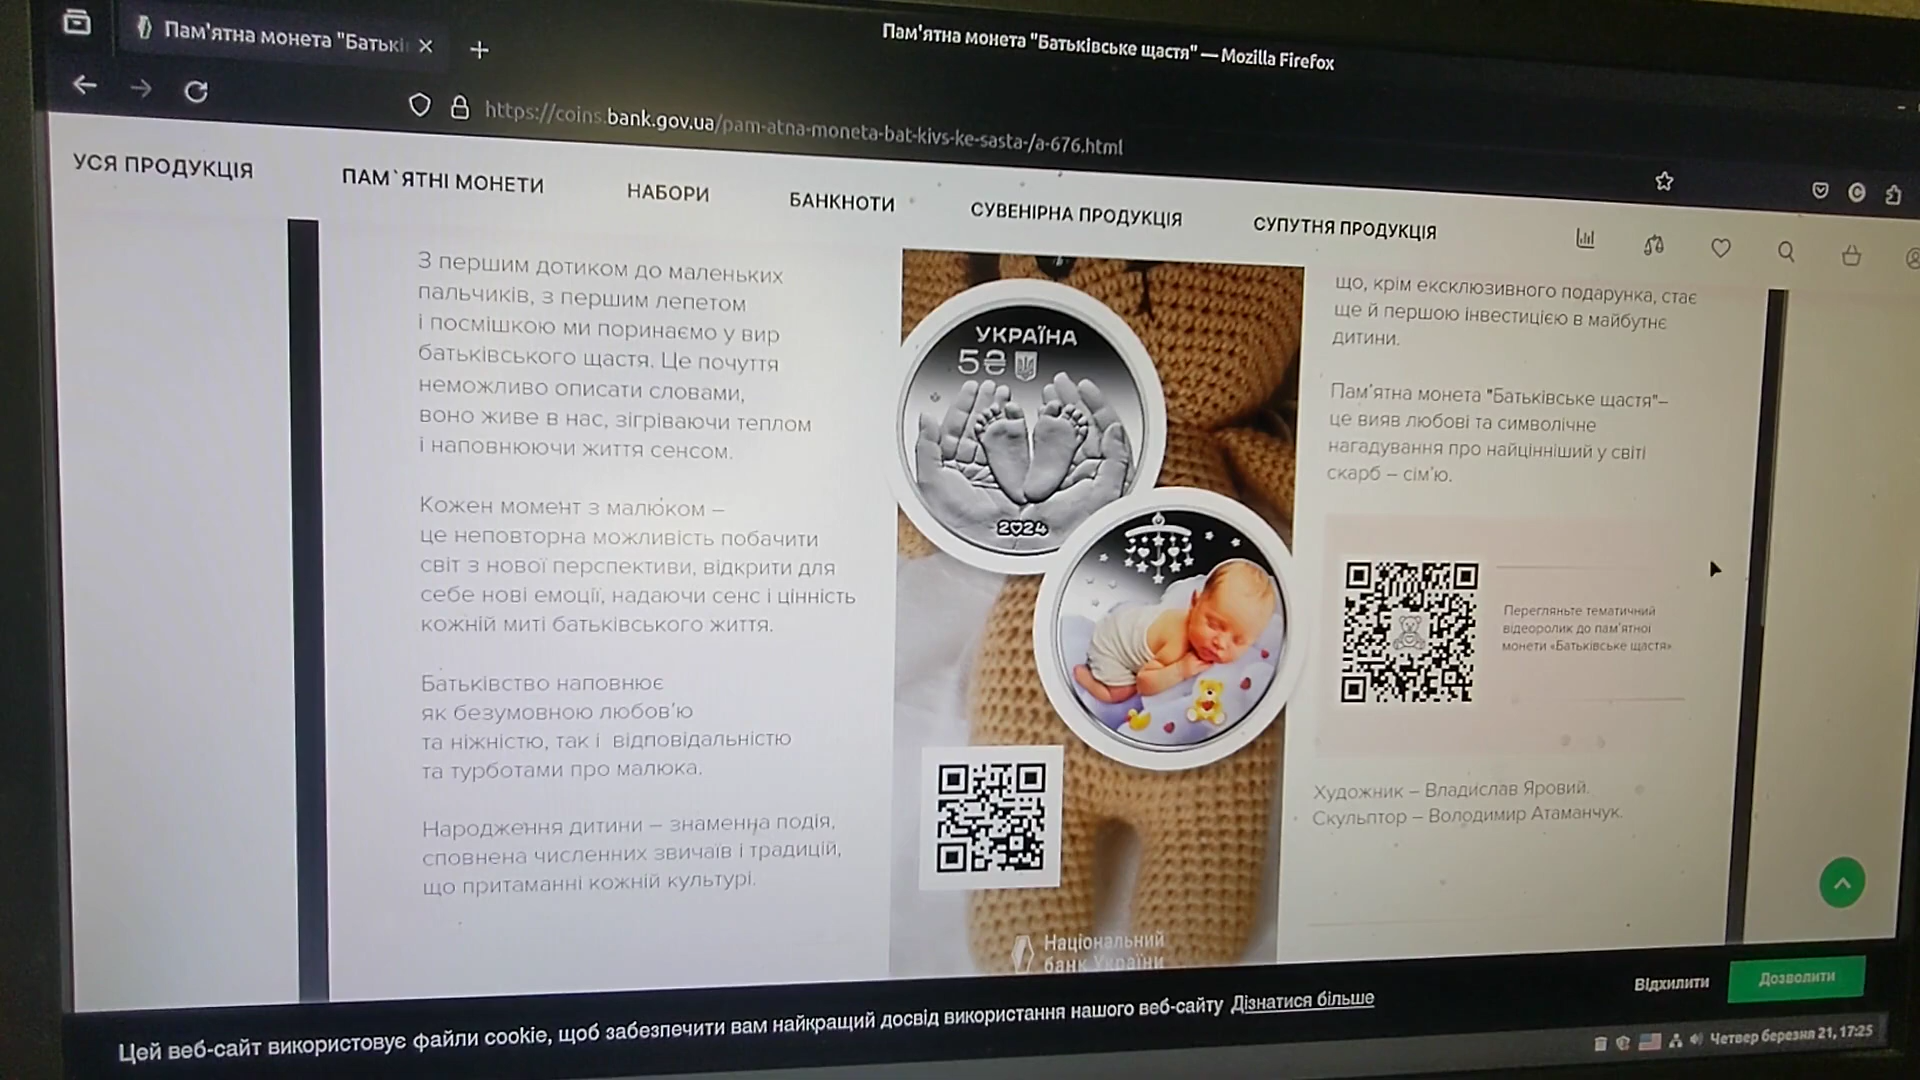 Пам'ятна монета "Батькі
Пам'ятна монета "Батьківське щастя" — Mozilla Firefox
https://coins.bank.gov.ua/pam-atna-moneta-bat-kivs-ke-sasta-/a-676.html
УСЯ ПРОДУКЦІЯ
ПАМ`ЯТНІ МОНЕТИ
НАБОРИ
БАНКНОТИ
СУВЕНІРНА ПРОДУКЦІЯ
СУПУТНЯ ПРОДУКЦІЯ
З першим дотиком до маленьких
пальчиків, з першим лепетом
і посмішкою ми поринаємо у вир
батьківського щастя. Це почуття
неможливо описати словами,
воно живе в нас, зігріваючи теплом
і наповнюючи життя сенсом.
Кожен момент з малюком –
це неповторна можливість побачити
світ з нової перспективи, відкрити для
себе нові емоції, надаючи сенс і цінність
кожній миті батьківського життя.
Батьківство наповнює
як безумовною любов'ю
та ніжністю, так і відповідальністю
та турботами про малюка.
Народження дитини – знаменна подія,
сповнена численних звичаїв і традицій,
що притаманні кожній культурі.
УКРАЇНА
5₴
2024
Національний
банк України
що, крім ексклюзивного подарунка, стає
ще й першою інвестицією в майбутнє
дитини.
Пам'ятна монета "Батьківське щастя"–
це вияв любові та символічне
нагадування про найцінніший у світі
скарб – сім'ю.
Перегляньте тематичний
відеоролик до пам'ятної
монети «Батьківське щастя»
Художник – Владислав Яровий.
Скульптор – Володимир Атаманчук.
Цей веб-сайт використовує файли cookie, щоб забезпечити вам найкращий досвід використання нашого веб-сайту Дізнатися більше
Відхилити
Дозволити
Четвер березня 21, 17:25